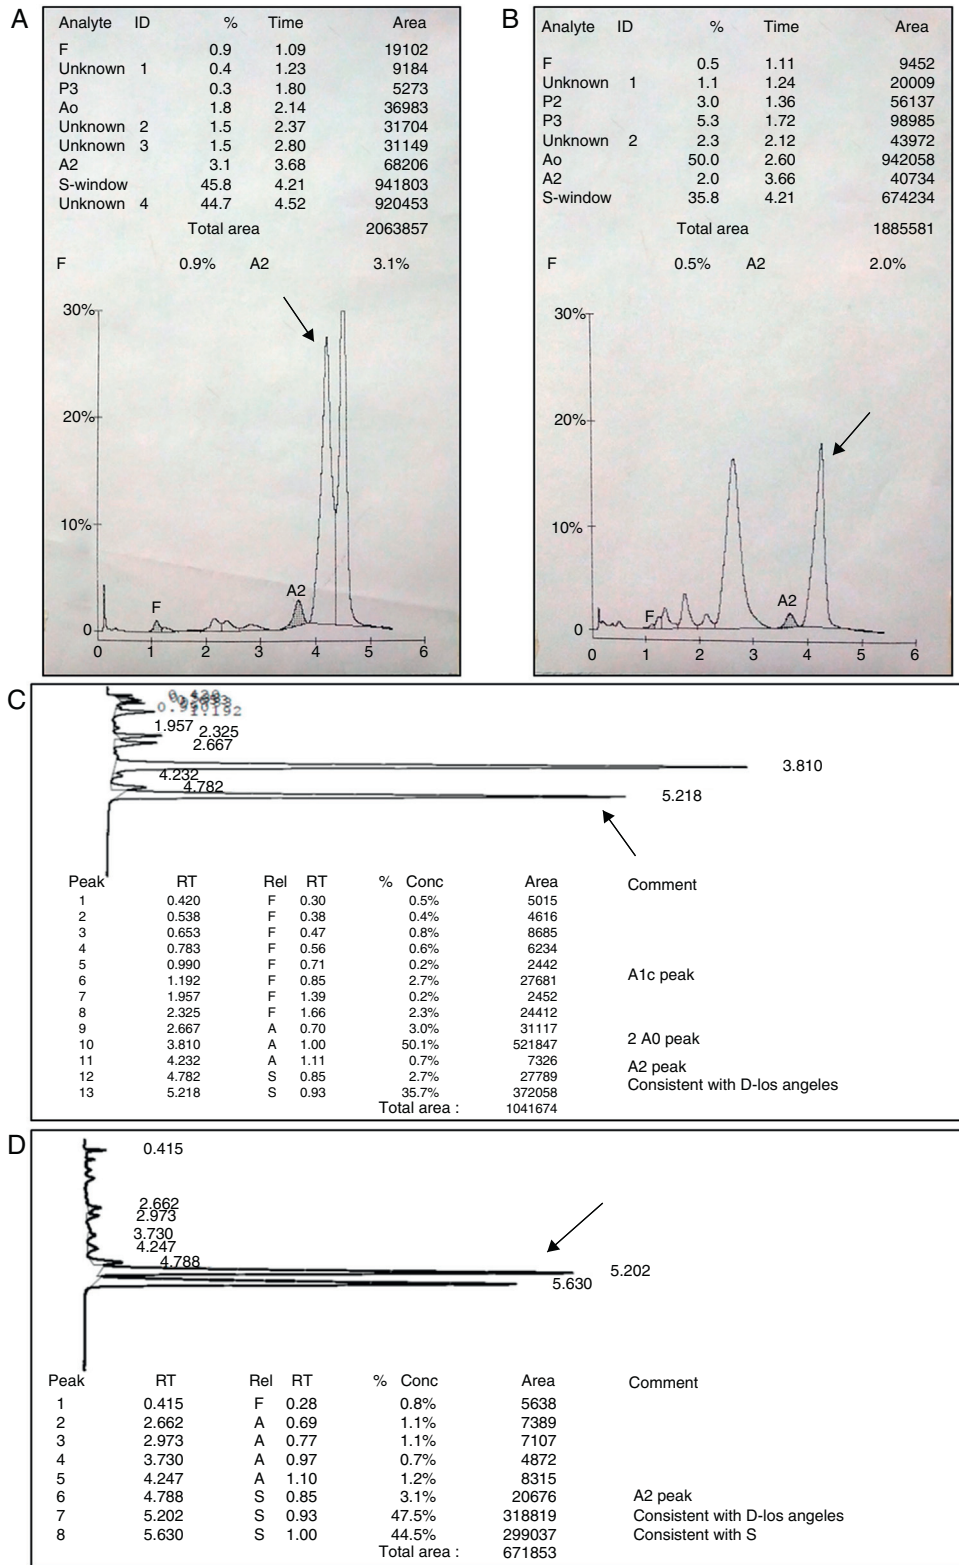 A
Analyte ID % Time Area
F 0.9 1.09 19102
Unknown 1 0.4 1.23 9184
P3 0.3 1.80 5273
Ao 1.8 2.14 36983
Unknown 2 1.5 2.37 31704
Unknown 3 1.5 2.80 31149
A2 3.1 3.68 68206
S-window 45.8 4.21 941803
Unknown 4 44.7 4.52 920453
Total area 2063857
F 0.9% A2 3.1%
30%
20%
10%
A2
F
0
0 1 2 3 4 5 6
B
Analyte ID % Time Area
F 0.5 1.11 9452
Unknown 1 1.1 1.24 20009
P2 3.0 1.36 56137
P3 5.3 1.72 98985
Unknown 2 2.3 2.12 43972
Ao 50.0 2.60 942058
A2 2.0 3.66 40734
S-window 35.8 4.21 674234
Total area 1885581
F 0.5% A2 2.0%
30%
20%
10%
A2
F
0
0 1 2 3 4 5 6
C
0.420
1.192
1.957 2.325
2.667
3.810
4.232
4.782
5.218
Peak RT Rel RT % Conc Area Comment
1 0.420 F 0.30 0.5% 5015
2 0.538 F 0.38 0.4% 4616
3 0.653 F 0.47 0.8% 8685
4 0.783 F 0.56 0.6% 6234
5 0.990 F 0.71 0.2% 2442
6 1.192 F 0.85 2.7% 27681 A1c peak
7 1.957 F 1.39 0.2% 2452
8 2.325 F 1.66 2.3% 24412
9 2.667 A 0.70 3.0% 31117
10 3.810 A 1.00 50.1% 521847 2 A0 peak
11 4.232 A 1.11 0.7% 7326
12 4.782 S 0.85 2.7% 27789 A2 peak
13 5.218 S 0.93 35.7% 372058 Consistent with D-los angeles
Total area : 1041674
D
0.415
2.662
2.973
3.730
4.247
4.788
5.202
5.630
Peak RT Rel RT % Conc Area Comment
1 0.415 F 0.28 0.8% 5638
2 2.662 A 0.69 1.1% 7389
3 2.973 A 0.77 1.1% 7107
4 3.730 A 0.97 0.7% 4872
5 4.247 A 1.10 1.2% 8315
6 4.788 S 0.85 3.1% 20676 A2 peak
7 5.202 S 0.93 47.5% 318819 Consistent with D-los angeles
8 5.630 S 1.00 44.5% 299037 Consistent with S
Total area : 671853